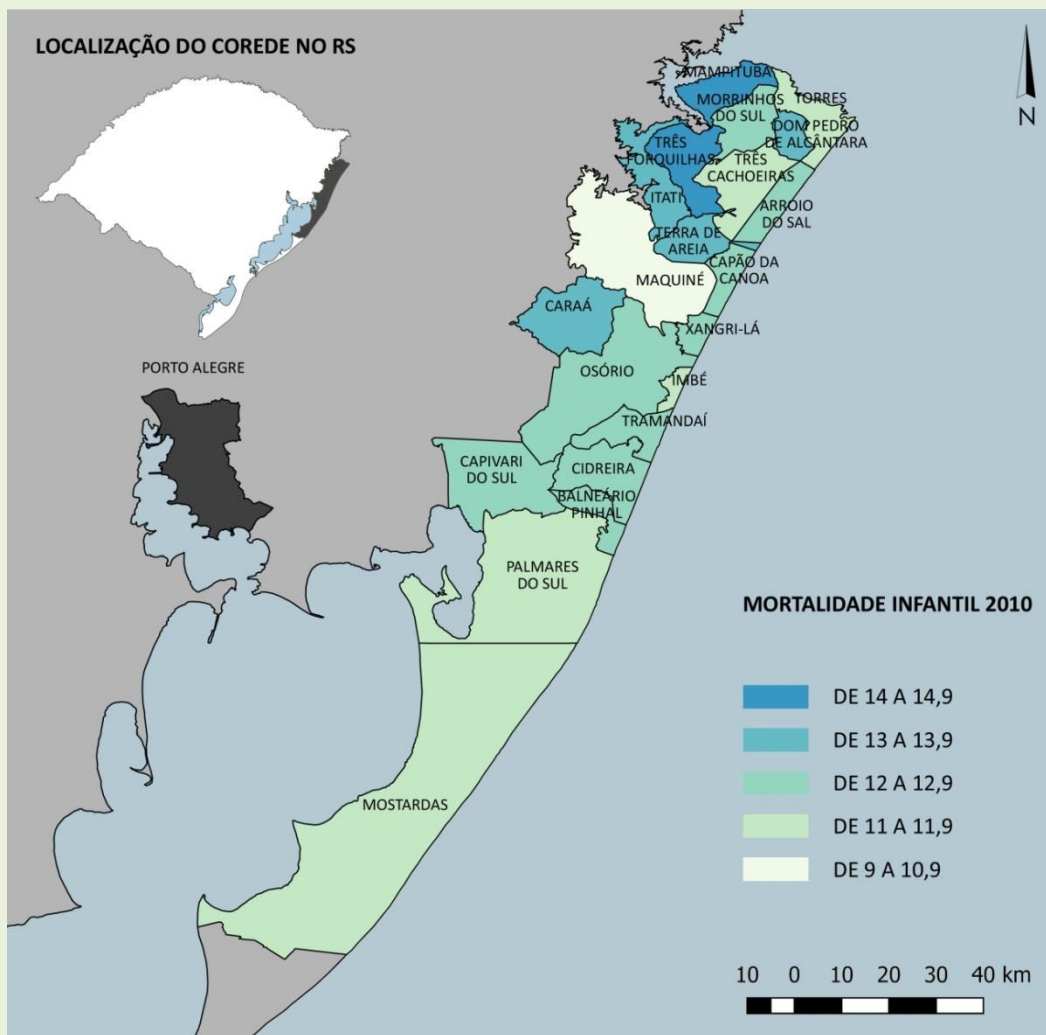 LOCALIZAÇÃO DO COREDE NO RS
N
PORTO ALEGRE
MAMPITUBA
MORRINHOS
DO SUL
TORRES
DOM PEDRO
DE ALCÂNTARA
TRÊS
FORQUILHAS
TRÊS
CACHOEIRAS
ITATI
ARROIO
DO SAL
TERRA DE
AREIA
CAPÃO DA
CANOA
MAQUINÉ
CARAÁ
XANGRI-LÁ
OSÓRIO
IMBÉ
TRAMANDAÍ
CAPIVARI
DO SUL
CIDREIRA
BALNEÁRIO
PINHAL
PALMARES
DO SUL
MOSTARDAS
MORTALIDADE INFANTIL 2010
DE 14 A 14,9
DE 13 A 13,9
DE 12 A 12,9
DE 11 A 11,9
DE 9 A 10,9
10 0 10 20 30 40 km